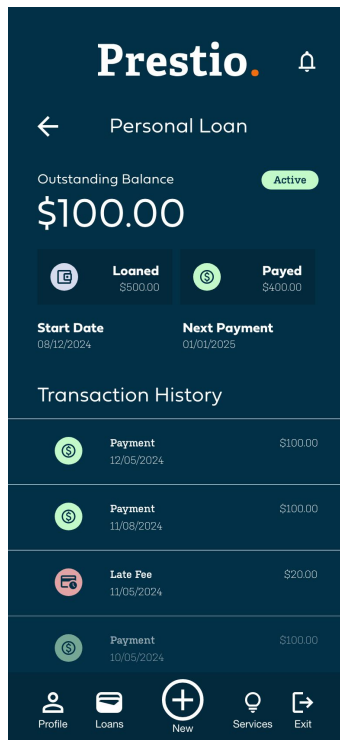 Prestio.
Personal Loan
Outstanding Balance
Active
$100.00
Loaned
$500.00
Payed
$400.00
Start Date
08/12/2024
Next Payment
01/01/2025
Transaction History
Payment
$100.00
12/05/2024
Payment
$100.00
11/08/2024
Late Fee
$20.00
11/05/2024
Payment
$100.00
10/05/2024
Profile
Loans
New
Services
Exit